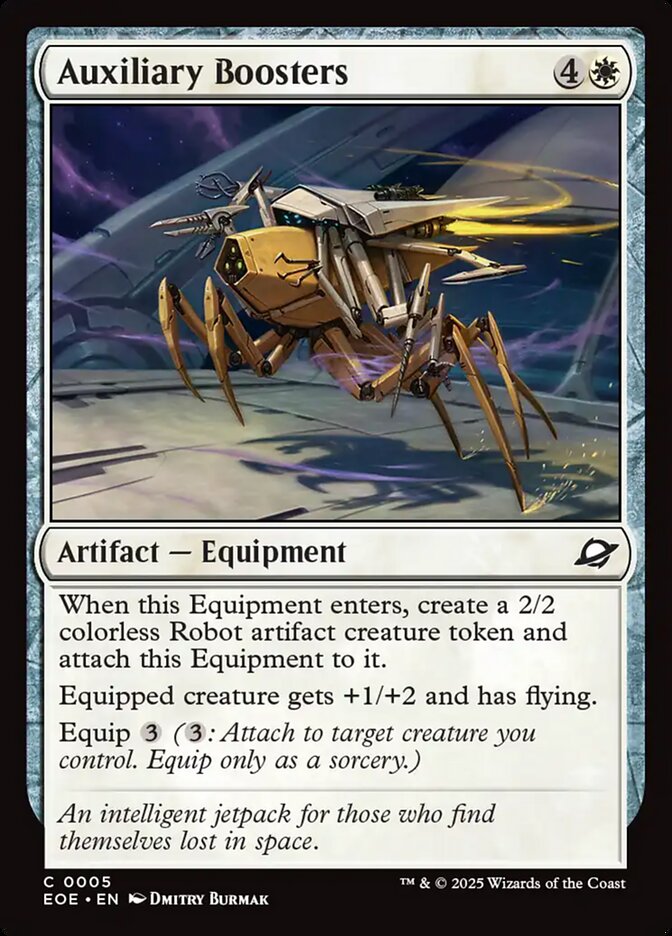 Auxiliary Boosters 4
Artifact — Equipment
When this Equipment enters, create a 2/2
colorless Robot artifact creature token and
attach this Equipment to it.
Equipped creature gets +1/+2 and has flying.
Equip 3 (3: Attach to target creature you
control. Equip only as a sorcery.)
An intelligent jetpack for those who find
themselves lost in space.
C 0005
EOE • EN Dmitry Burmak
™ & © 2025 Wizards of the Coast